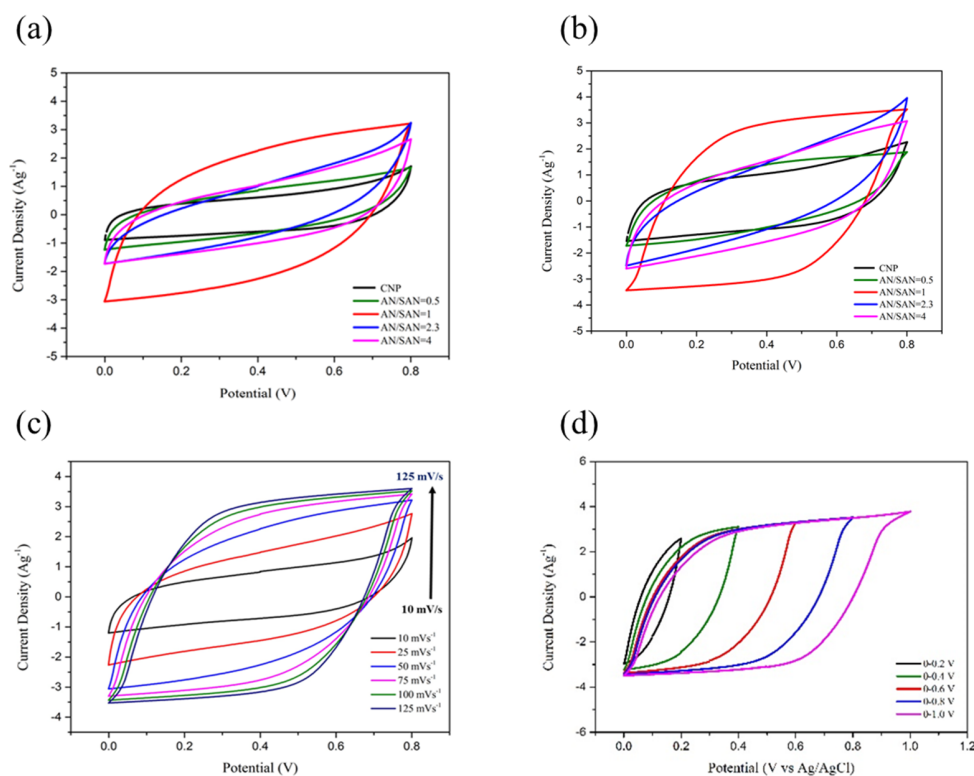 (a)
(b)
5
4
3
2
1
0
-1
-2
-3
-4
-5
Current Density (Ag⁻¹)
CNP
AN/SAN=0.5
AN/SAN=1
AN/SAN=2.3
AN/SAN=4
0.0 0.2 0.4 0.6 0.8
Potential (V)
5
4
3
2
1
0
-1
-2
-3
-4
-5
Current Density (Ag⁻¹)
CNP
AN/SAN=0.5
AN/SAN=1
AN/SAN=2.3
AN/SAN=4
0.0 0.2 0.4 0.6 0.8
Potential (V)
(c)
(d)
4
3
2
1
0
-1
-2
-3
-4
Current Density (Ag⁻¹)
125 mV/s
10 mV/s
10 mVs⁻¹
25 mVs⁻¹
50 mVs⁻¹
75 mVs⁻¹
100 mVs⁻¹
125 mVs⁻¹
0.0 0.2 0.4 0.6 0.8
Potential (V)
6
4
2
0
-2
-4
-6
Current Density (Ag⁻¹)
0-0.2 V
0-0.4 V
0-0.6 V
0-0.8 V
0-1.0 V
0.0 0.2 0.4 0.6 0.8 1.0 1.2
Potential (V vs Ag/AgCl)